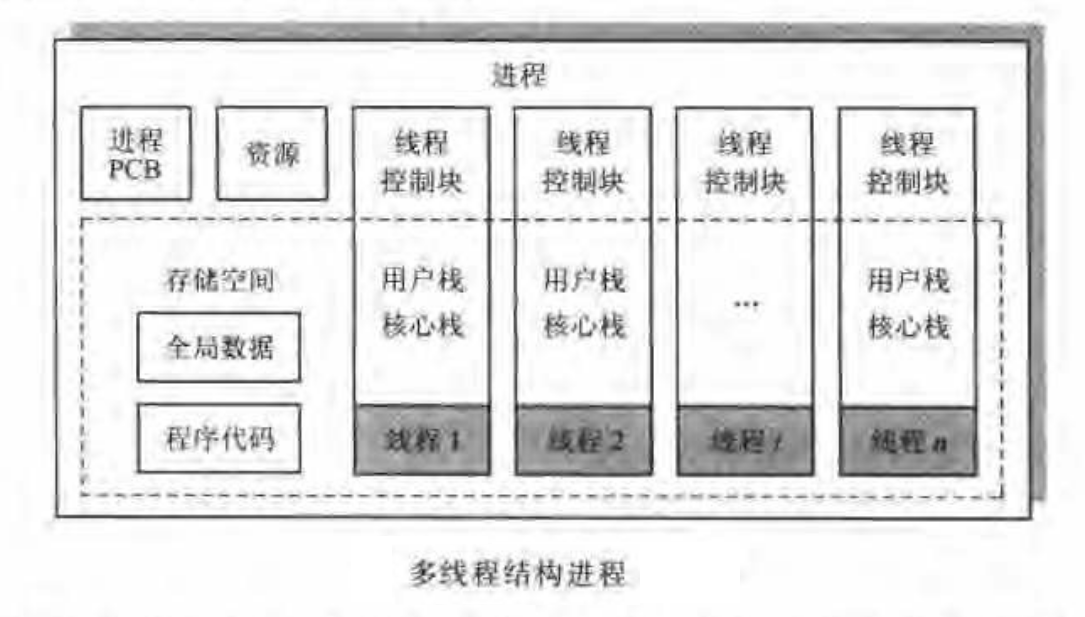 进程
进程
PCB
资源
线程
控制块
线程
控制块
线程
控制块
线程
控制块
存储空间
全局数据
程序代码
用户栈
核心栈
用户栈
核心栈
...
用户栈
核心栈
线程 1
线程 2
线程 i
线程 n
多线程结构进程